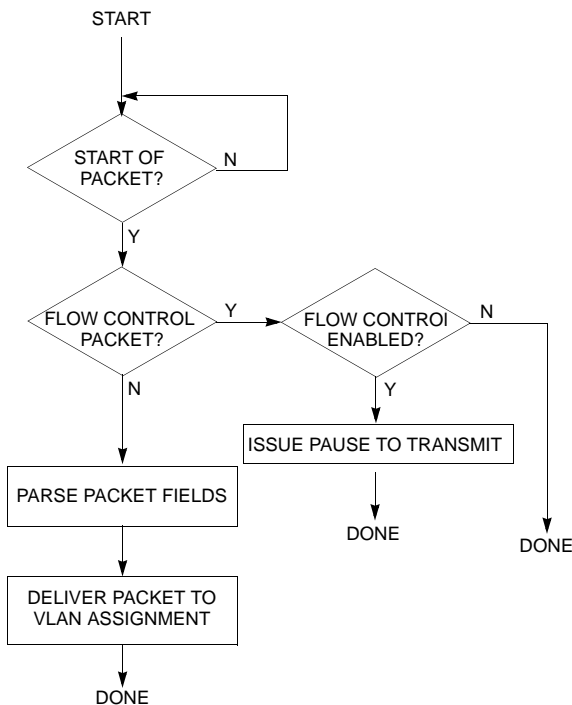 START
START OF
PACKET?
N
Y
FLOW CONTROL
PACKET?
Y
FLOW CONTROl
ENABLED?
N
N
Y
ISSUE PAUSE TO TRANSMIT
PARSE PACKET FIELDS
DONE
DONE
DELIVER PACKET TO
VLAN ASSIGNMENT
DONE